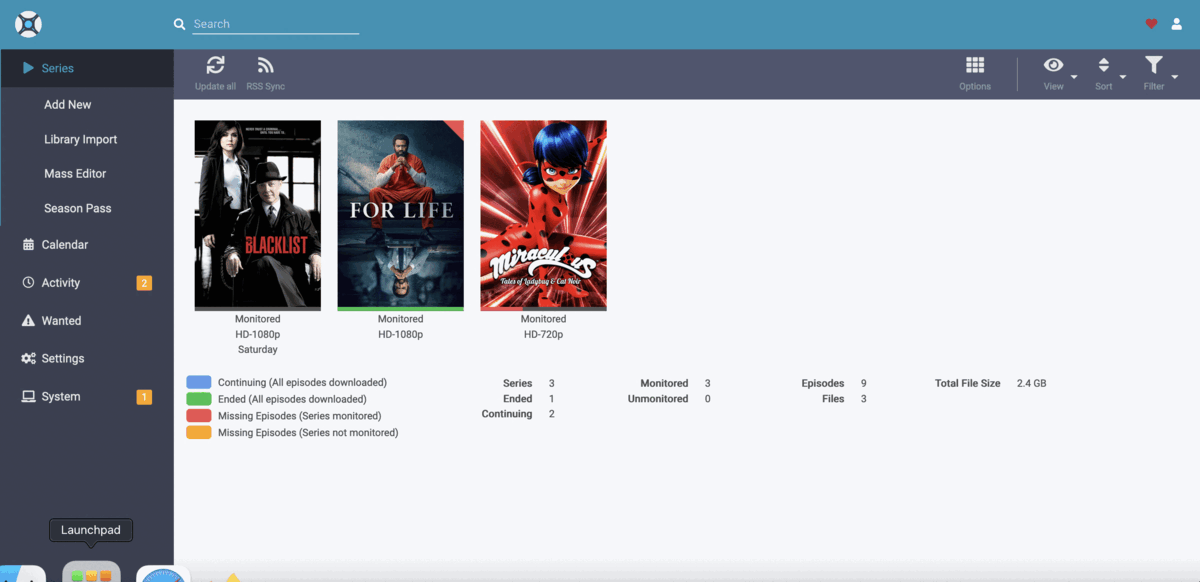 Search
Series
Add New
Library Import
Mass Editor
Season Pass
Calendar
Activity 2
Wanted
Settings
System 1
Update all
RSS Sync
Options
View
Sort
Filter
THE BLACKLIST
Monitored
HD-1080p
Saturday
FOR LIFE
Monitored
HD-1080p
Miraculous
Tales of Ladybug & Cat Noir
Monitored
HD-720p
Continuing (All episodes downloaded)
Ended (All episodes downloaded)
Missing Episodes (Series monitored)
Missing Episodes (Series not monitored)
Series 3
Ended 1
Continuing 2
Monitored 3
Unmonitored 0
Episodes 9
Files 3
Total File Size 2.4 GB
Launchpad